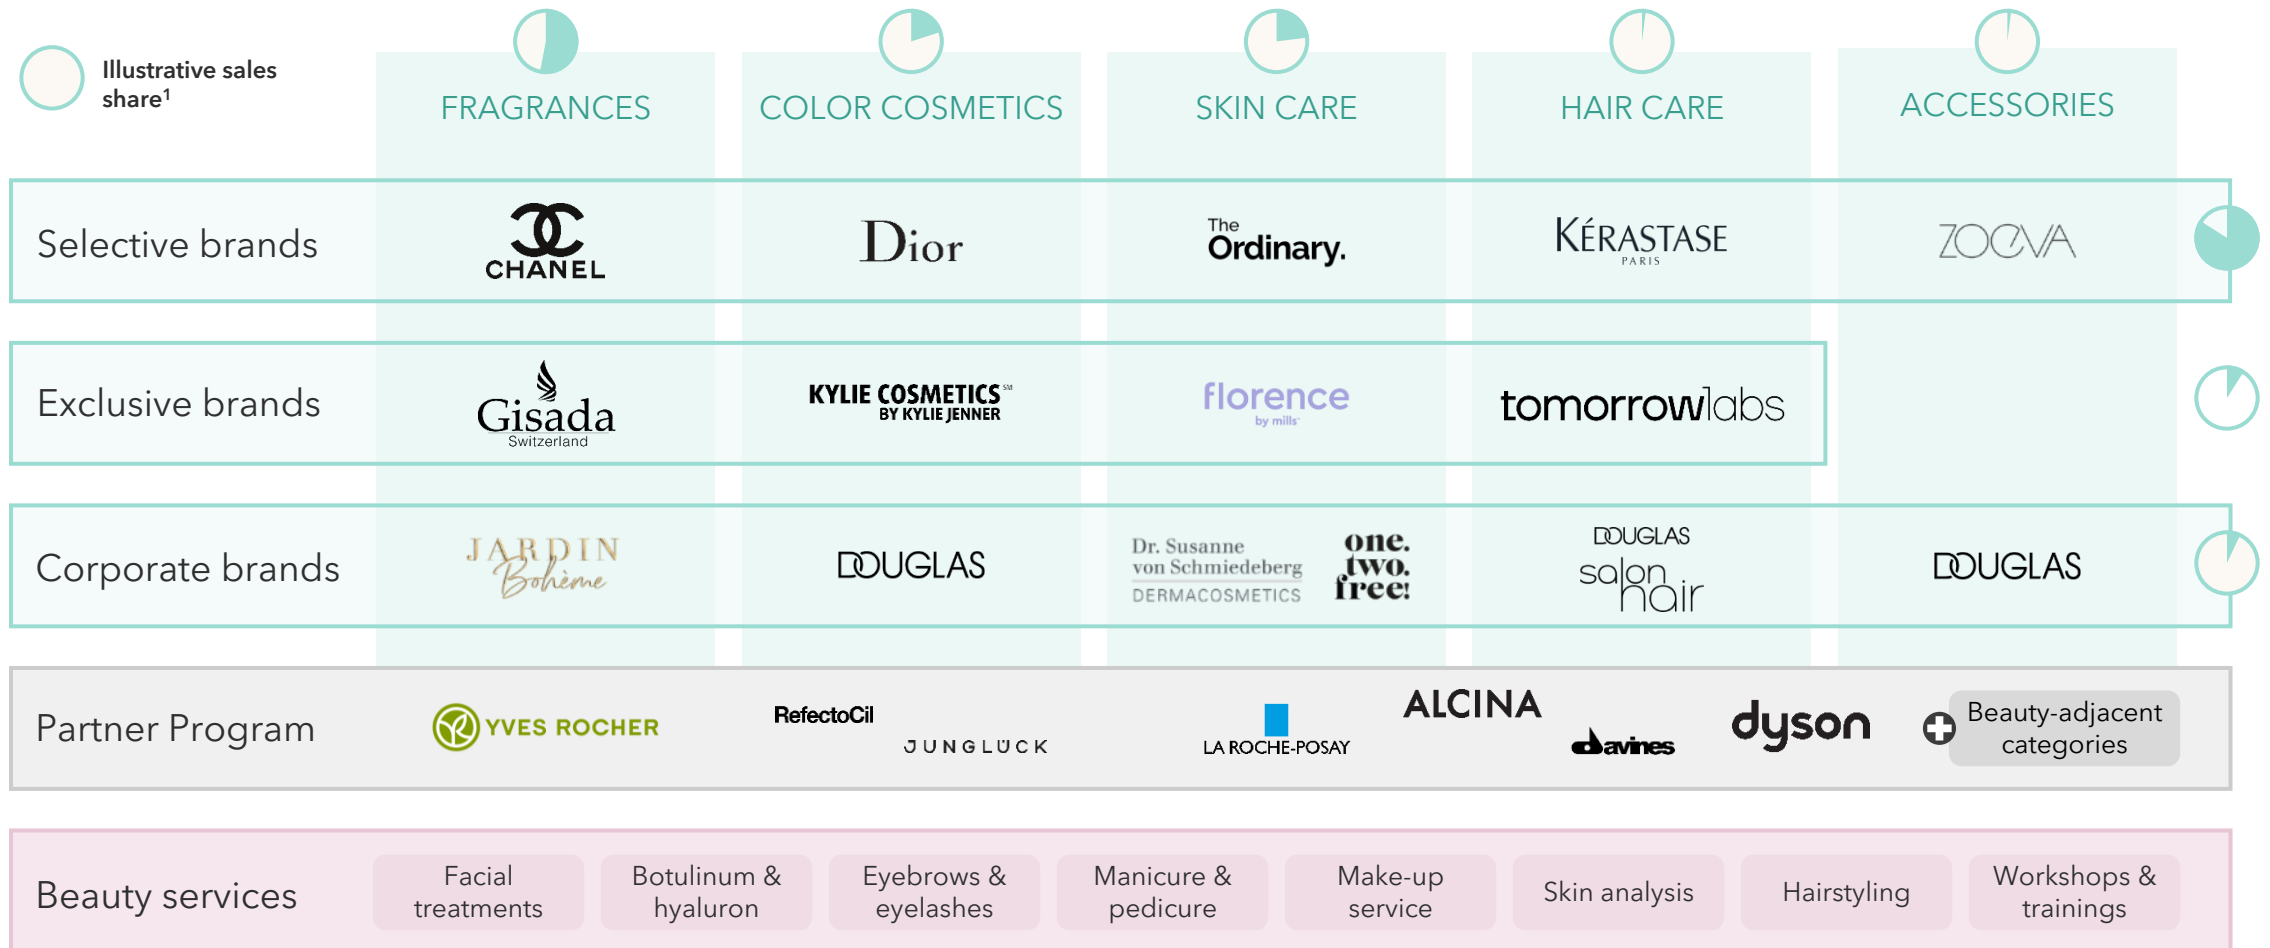 Illustrative sales
share¹
FRAGRANCES
COLOR COSMETICS
SKIN CARE
HAIR CARE
ACCESSORIES
Selective brands
CHANEL
Dior
The
Ordinary.
KÉRASTASE
PARIS
ZOEVA
Exclusive brands
Gisada
Switzerland
KYLIE COSMETICS℠
BY KYLIE JENNER
florence
by mills™
tomorrowlabs
Corporate brands
JARDIN
Bohème
DOUGLAS
Dr. Susanne
von Schmiedeberg
DERMACOSMETICS
one.
two.
free!
DOUGLAS
salon
hair
DOUGLAS
Partner Program
YVES ROCHER
RefectoCil
JUNGLÜCK
LA ROCHE-POSAY
ALCINA
davines
dyson
Beauty-adjacent
categories
Beauty services
Facial
treatments
Botulinum &
hyaluron
Eyebrows &
eyelashes
Manicure &
pedicure
Make-up
service
Skin analysis
Hairstyling
Workshops &
trainings